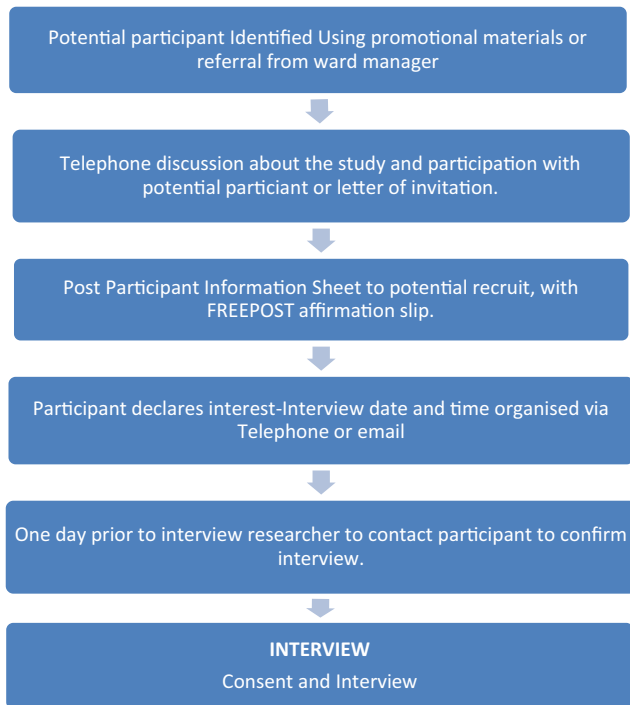 Potential participant Identified Using promotional materials or
referral from ward manager
Telephone discussion about the study and participation with
potential particiant or letter of invitation.
Post Participant Information Sheet to potential recruit, with
FREEPOST affirmation slip.
Participant declares interest-Interview date and time organised via
Telephone or email
One day prior to interview researcher to contact participant to confirm
interview.
INTERVIEW
Consent and Interview